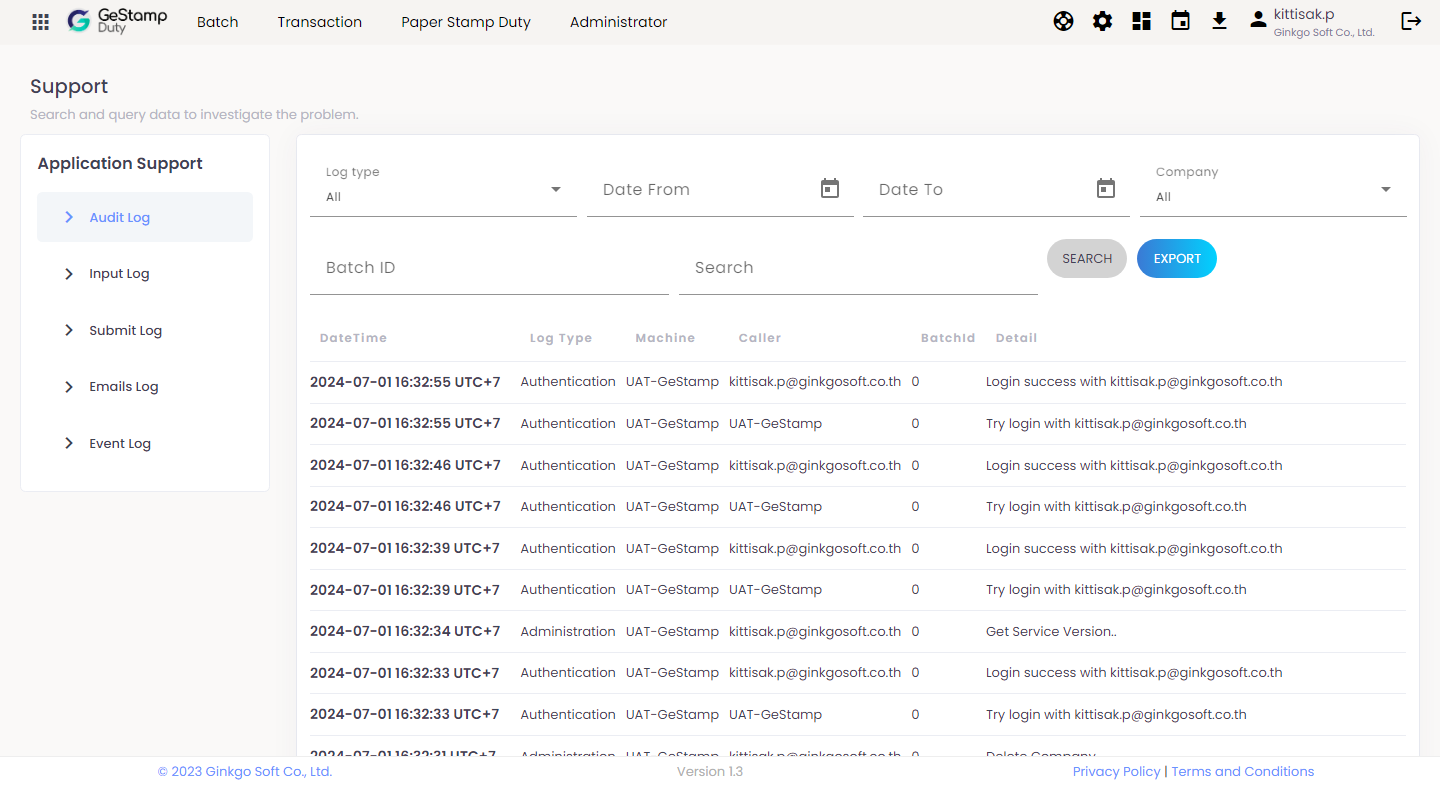 GeStamp
Duty
Batch Transaction Paper Stamp Duty Administrator
kittisak.p
Ginkgo Soft Co., Ltd.
Support
Search and query data to investigate the problem.
Application Support
Audit Log
Input Log
Submit Log
Emails Log
Event Log
Log type
All
Date From
Date To
Company
All
Batch ID
Search
SEARCH
EXPORT
DateTime Log Type Machine Caller BatchId Detail
2024-07-01 16:32:55 UTC+7 Authentication UAT-GeStamp kittisak.p@ginkgosoft.co.th 0 Login success with kittisak.p@ginkgosoft.co.th
2024-07-01 16:32:55 UTC+7 Authentication UAT-GeStamp UAT-GeStamp 0 Try login with kittisak.p@ginkgosoft.co.th
2024-07-01 16:32:46 UTC+7 Authentication UAT-GeStamp kittisak.p@ginkgosoft.co.th 0 Login success with kittisak.p@ginkgosoft.co.th
2024-07-01 16:32:46 UTC+7 Authentication UAT-GeStamp UAT-GeStamp 0 Try login with kittisak.p@ginkgosoft.co.th
2024-07-01 16:32:39 UTC+7 Authentication UAT-GeStamp kittisak.p@ginkgosoft.co.th 0 Login success with kittisak.p@ginkgosoft.co.th
2024-07-01 16:32:39 UTC+7 Authentication UAT-GeStamp UAT-GeStamp 0 Try login with kittisak.p@ginkgosoft.co.th
2024-07-01 16:32:34 UTC+7 Administration UAT-GeStamp kittisak.p@ginkgosoft.co.th 0 Get Service Version..
2024-07-01 16:32:33 UTC+7 Authentication UAT-GeStamp kittisak.p@ginkgosoft.co.th 0 Login success with kittisak.p@ginkgosoft.co.th
2024-07-01 16:32:33 UTC+7 Authentication UAT-GeStamp UAT-GeStamp 0 Try login with kittisak.p@ginkgosoft.co.th
2024-07-01 16:32:31 UTC+7 Administration UAT-GeStamp kittisak.p@ginkgosoft.co.th 0 Delete Company
© 2023 Ginkgo Soft Co., Ltd. Version 1.3 Privacy Policy | Terms and Conditions